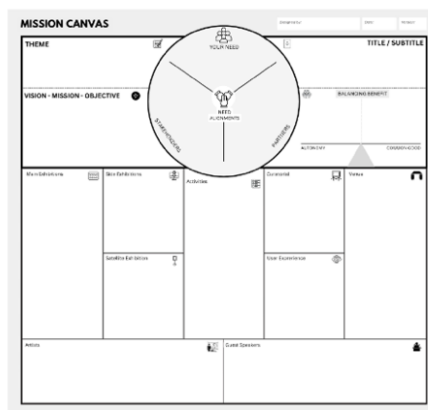 MISSION CANVAS
THEME
YOUR NEED
TITLE / SUBTITLE
VISION - MISSION - OBJECTIVE
NEED
ALIGNMENTS
BALANCING BENEFIT
STAKEHOLDERS
PARTNERS
AUTONOMY
COMMON GOOD
Main Exhibitions
Side Exhibitions
Activities
Curatorial
Venue
Satellite Exhibition
User Experience
Artists
Guest Speakers